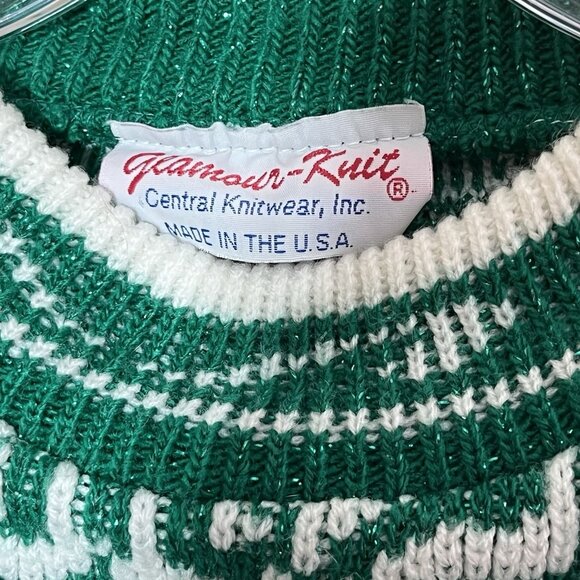 Glamour-Knit ®
Central Knitwear, Inc.
MADE IN THE U.S.A.